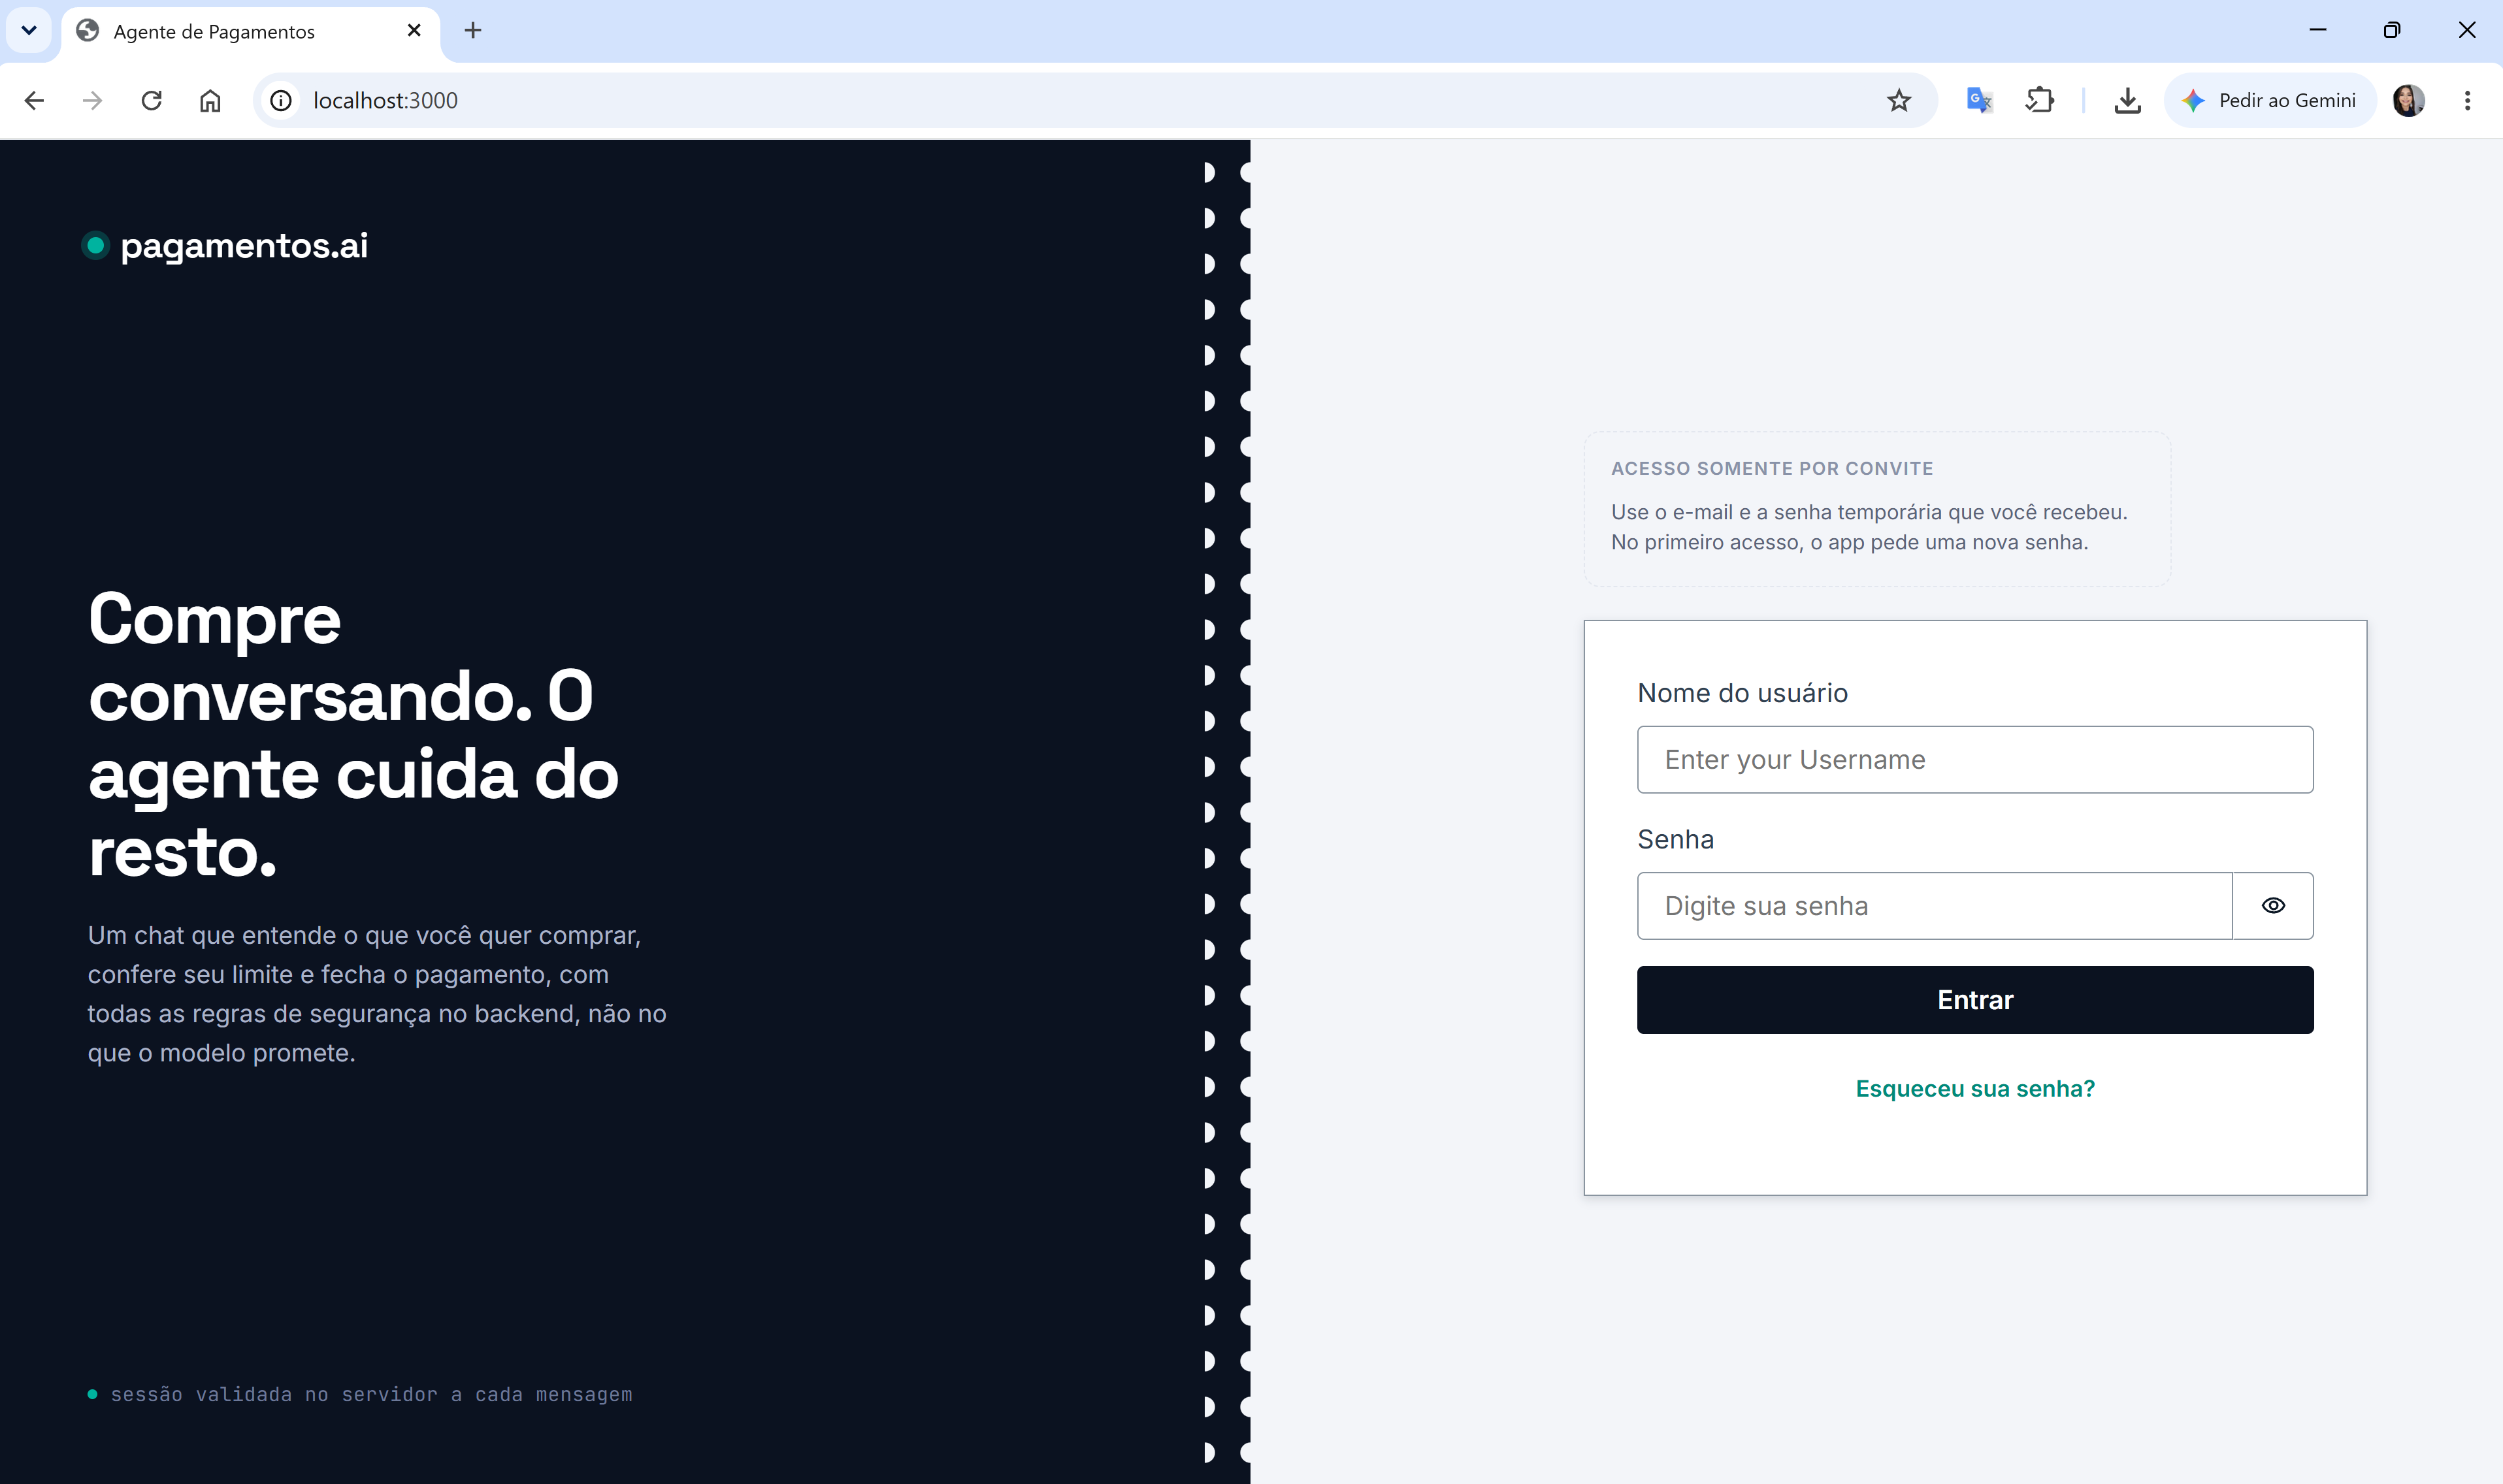 Agente de Pagamentos
localhost:3000
Pedir ao Gemini
pagamentos.ai
Compre
conversando. O
agente cuida do
resto.
Um chat que entende o que você quer comprar,
confere seu limite e fecha o pagamento, com
todas as regras de segurança no backend, não no
que o modelo promete.
sessão validada no servidor a cada mensagem
ACESSO SOMENTE POR CONVITE
Use o e-mail e a senha temporária que você recebeu.
No primeiro acesso, o app pede uma nova senha.
Nome do usuário
Enter your Username
Senha
Digite sua senha
Entrar
Esqueceu sua senha?